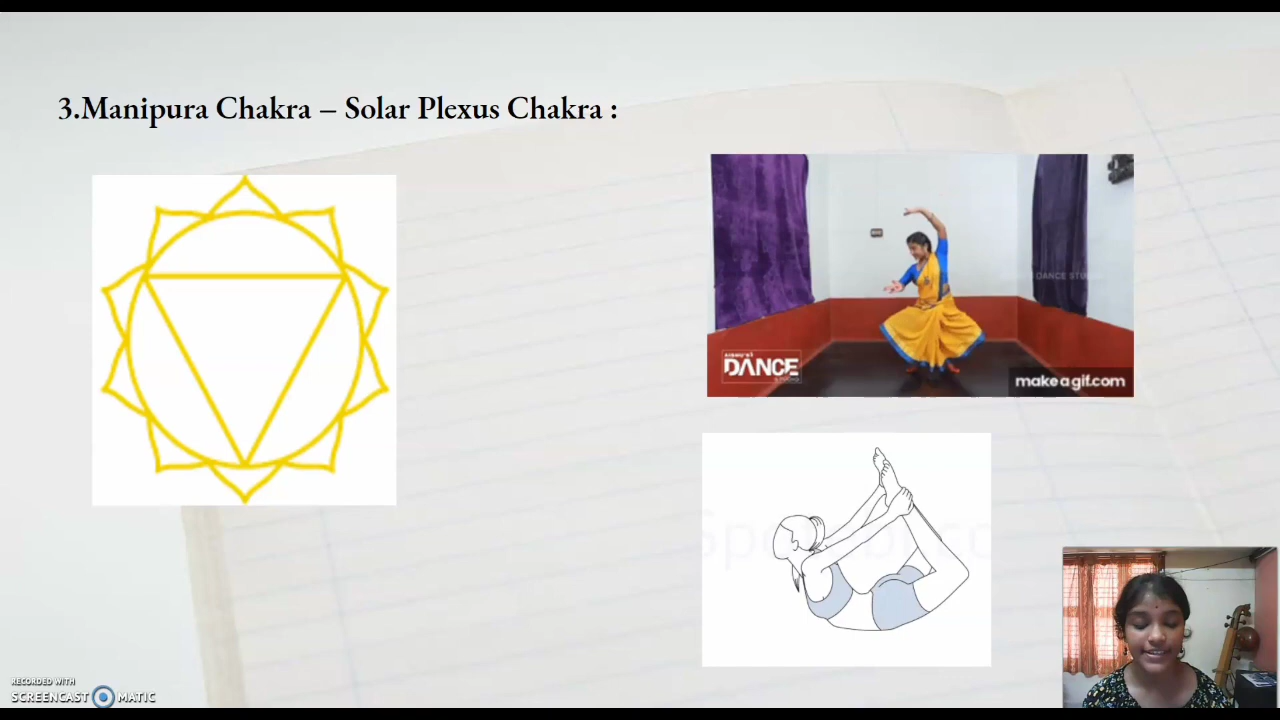 3.Manipura Chakra – Solar Plexus Chakra :
DANCE
makeagif.com
RECORDED WITH
SCREENCAST MATIC